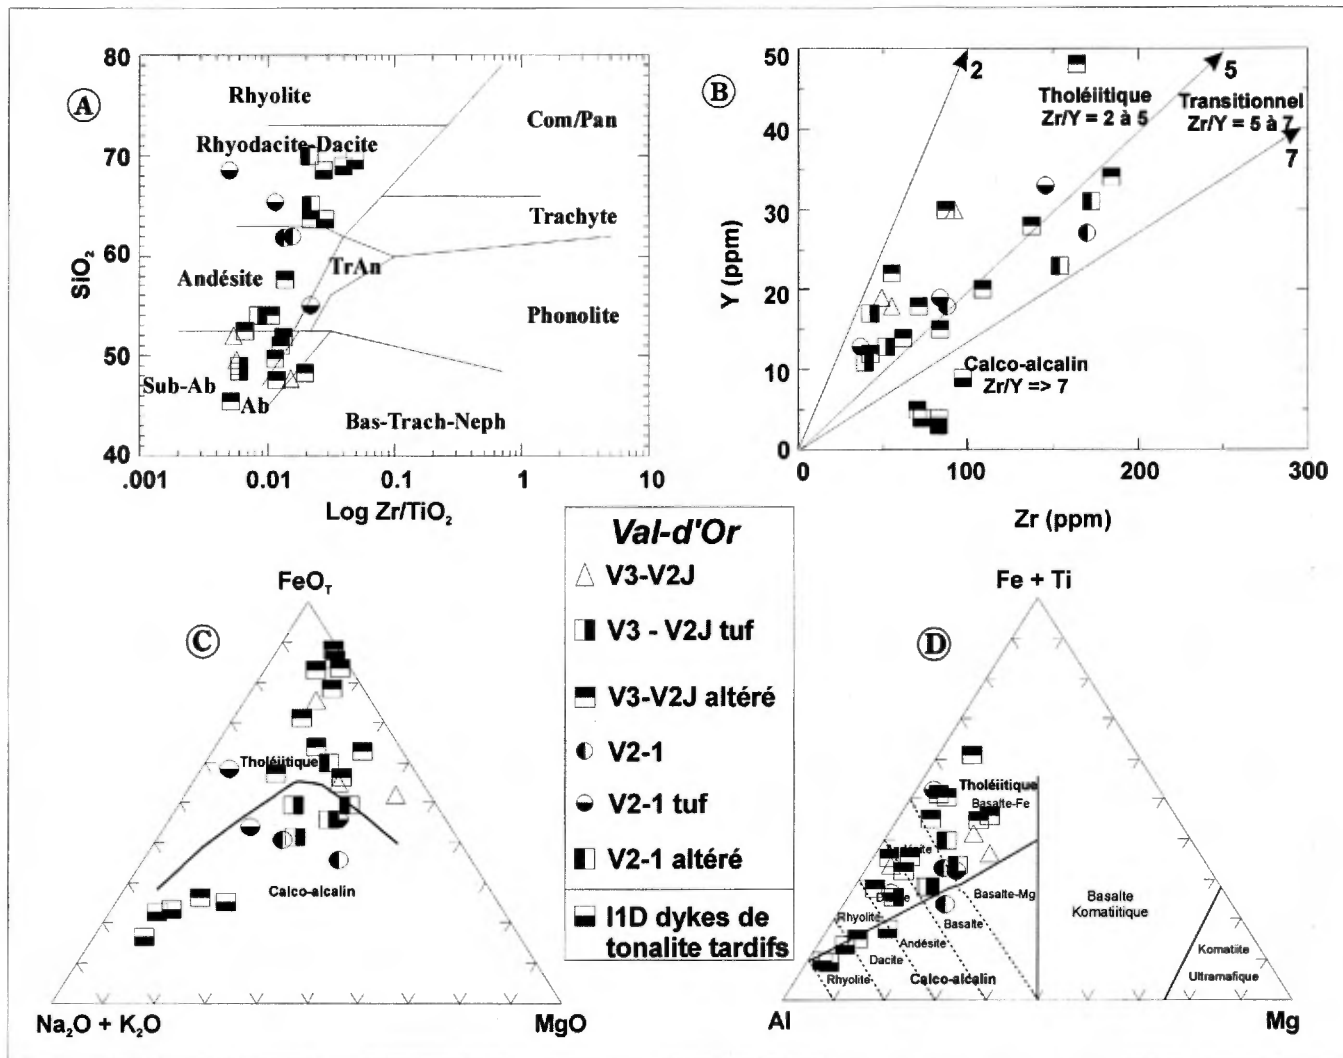 A
80
70
60
50
40
SiO₂
Rhyolite
Rhyodacite-Dacite
Com/Pan
Trachyte
TrAn
Andésite
Phonolite
Sub-Ab
Ab
Bas-Trach-Neph
.001
0.01
0.1
1
10
Log Zr/TiO₂
B
50
40
30
20
10
0
Y (ppm)
2
5
7
Tholéiitique
Zr/Y = 2 à 5
Transitionnel
Zr/Y = 5 à 7
Calco-alcalin
Zr/Y => 7
0
100
200
300
Zr (ppm)
Val-d'Or
V3-V2J
V3 - V2J tuf
V3-V2J altéré
V2-1
V2-1 tuf
V2-1 altéré
I1D dykes de
tonalite tardifs
C
FeO_T
Tholéiitique
Calco-alcalin
Na₂O + K₂O
MgO
D
Fe + Ti
Tholéiitique
Basalte-Fe
Andésite
Rhyolite
Basalte-Mg
Basalte
Andésite
Dacite
Rhyolite
Calco-alcalin
Basalte
Komatiitique
Komatiite
Ultramafique
Al
Mg